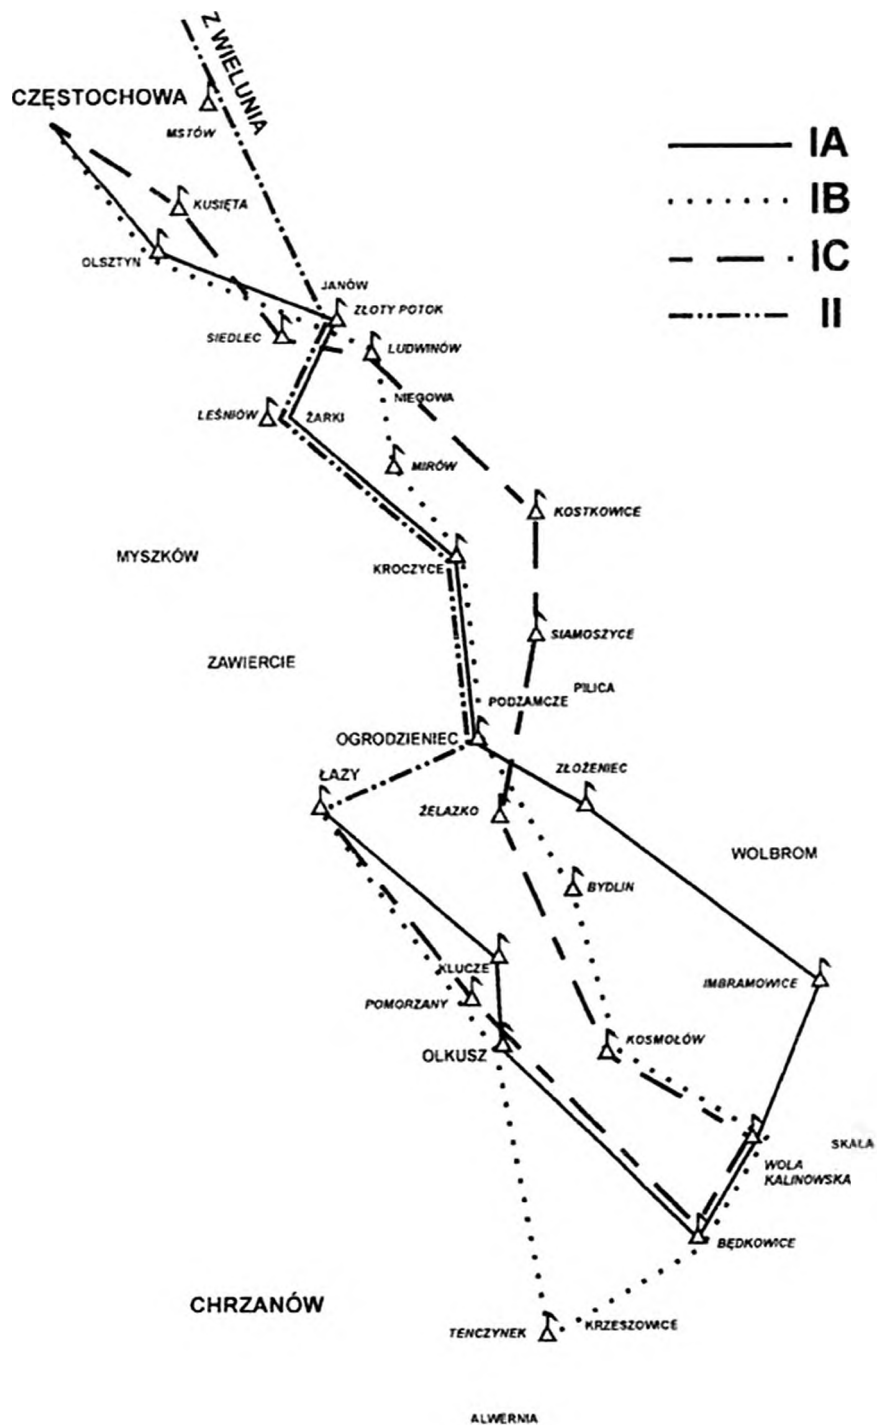 Z WIELUNIA
CZĘSTOCHOWA
MSTÓW
IA
KUSIĘTA
IB
OLSZTYN
IC
JANÓW
ZŁOTY POTOK
II
SIEDLEC
LUDWINÓW
NIEGOWA
LEŚNIÓW
ŻARKI
MIRÓW
KOSTKOWICE
MYSZKÓW
KROCZYCE
SIAMOSZYCE
ZAWIERCIE
PILICA
PODZAMCZE
OGRODZIENIEC
ZŁOŻENIEC
ŁAZY
ŻELAZKO
WOLBROM
BYDLIN
KLUCZE
IMBRAMOWICE
POMORZANY
KOSMOŁÓW
OLKUSZ
SKAŁA
WOLA
KALINOWSKA
BĘDKOWICE
CHRZANÓW
KRZESZOWICE
TENCZYNEK
ALWERNIA